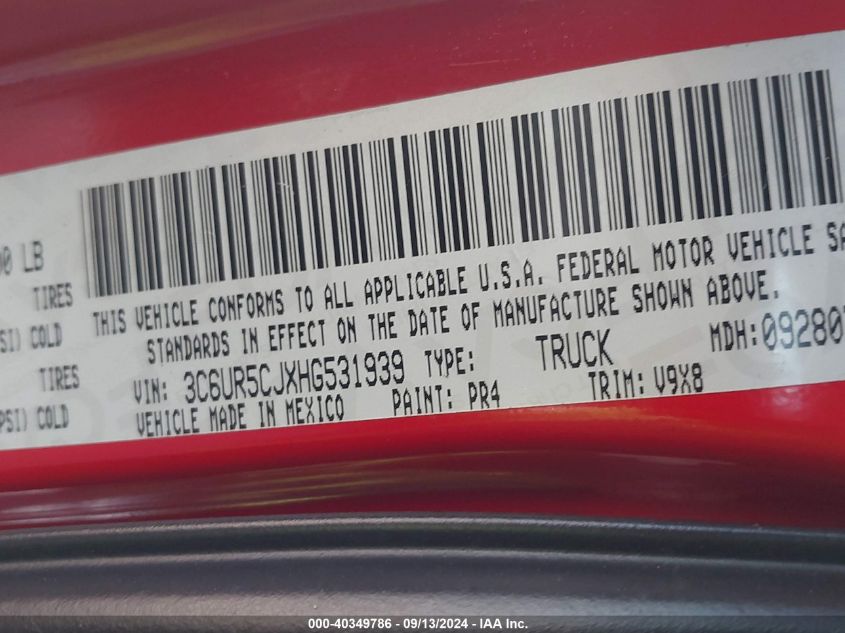 00 LB
TIRES
SI) COLD
TIRES
PSI) COLD
THIS VEHICLE CONFORMS TO ALL APPLICABLE U.S.A. FEDERAL MOTOR VEHICLE SA
STANDARDS IN EFFECT ON THE DATE OF MANUFACTURE SHOWN ABOVE.
VIN: 3C6UR5CJXHG531939 TYPE: TRUCK MDH:09280
VEHICLE MADE IN MEXICO PAINT: PR4 TRIM: V9X8
000-40349786 - 09/13/2024 - IAA Inc.